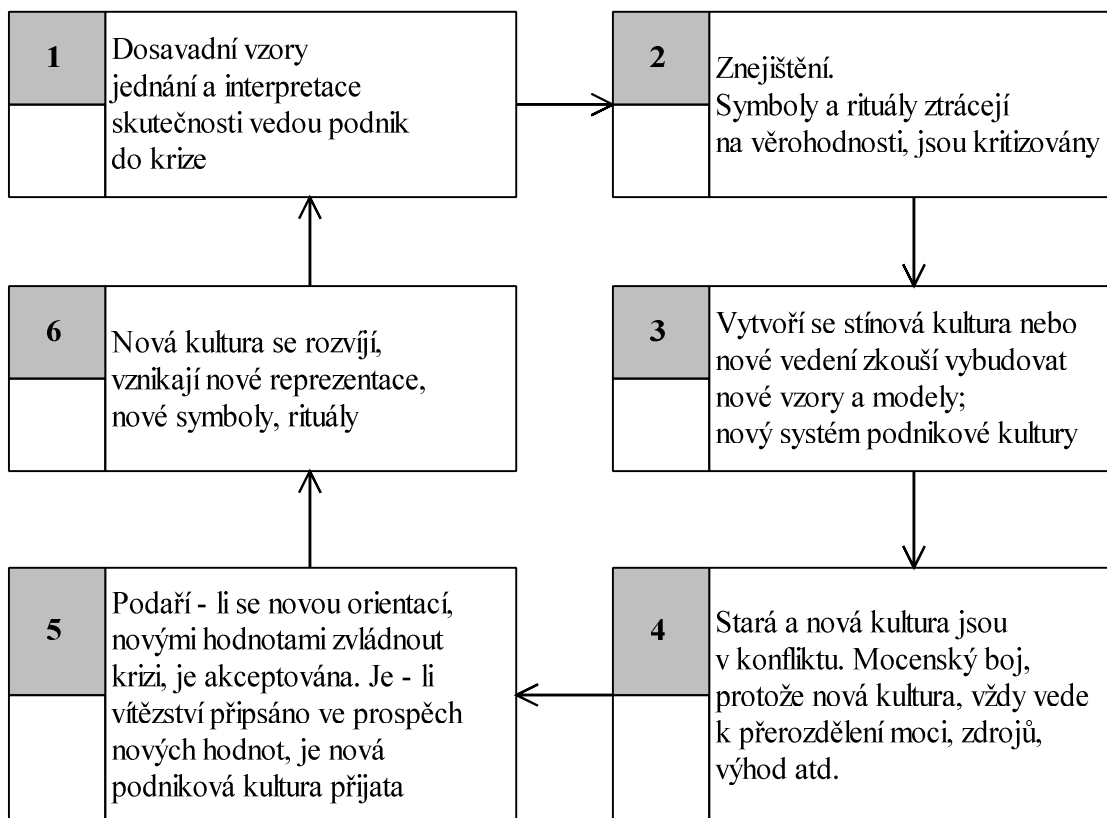 1
Dosavadní vzory
jednání a interpretace
skutečnosti vedou podnik
do krize
2
Znejištění.
Symboly a rituály ztrácejí
na věrohodnosti, jsou kritizovány
3
Vytvoří se stínová kultura nebo
nové vedení zkouší vybudovat
nové vzory a modely;
nový systém podnikové kultury
4
Stará a nová kultura jsou
v konfliktu. Mocenský boj,
protože nová kultura, vždy vede
k přerozdělení moci, zdrojů,
výhod atd.
5
Podaří - li se novou orientací,
novými hodnotami zvládnout
krizi, je akceptována. Je - li
vítězství připsáno ve prospěch
nových hodnot, je nová
podniková kultura přijata
6
Nová kultura se rozvíjí,
vznikají nové reprezentace,
nové symboly, rituály